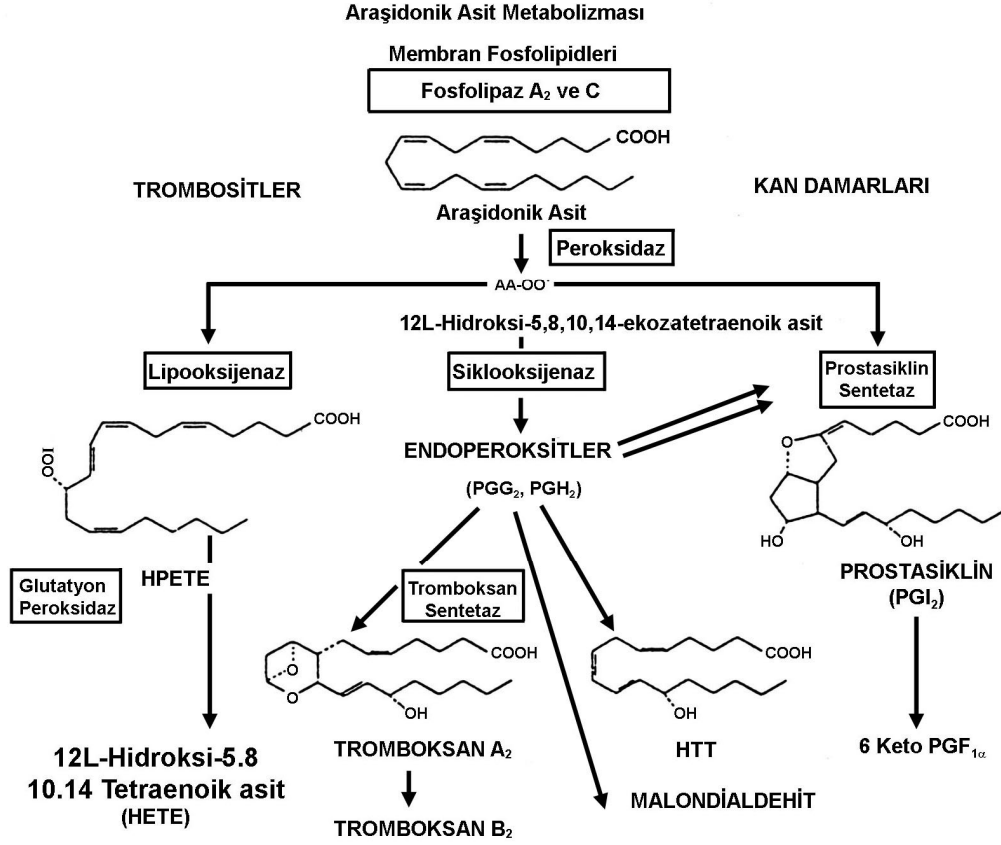 Araşidonik Asit Metabolizması
Membran Fosfolipidleri
Fosfolipaz A₂ ve C
COOH
TROMBOSİTLER
KAN DAMARLARI
Araşidonik Asit
Peroksidaz
AA-OO⁻
12L-Hidroksi-5,8,10,14-ekozatetraenoik asit
Lipooksijenaz
Siklooksijenaz
Prostasiklin
Sentetaz
COOH
OOI
ENDOPEROKSİTLER
(PGG₂, PGH₂)
COOH
O
HO
OH
Glutatyon
Peroksidaz
HPETE
Tromboksan
Sentetaz
PROSTASİKLİN
(PGI₂)
COOH
O
O
OH
COOH
OH
12L-Hidroksi-5.8
10.14 Tetraenoik asit
(HETE)
TROMBOKSAN A₂
HTT
6 Keto PGF₁α
MALONDİALDEHİT
TROMBOKSAN B₂